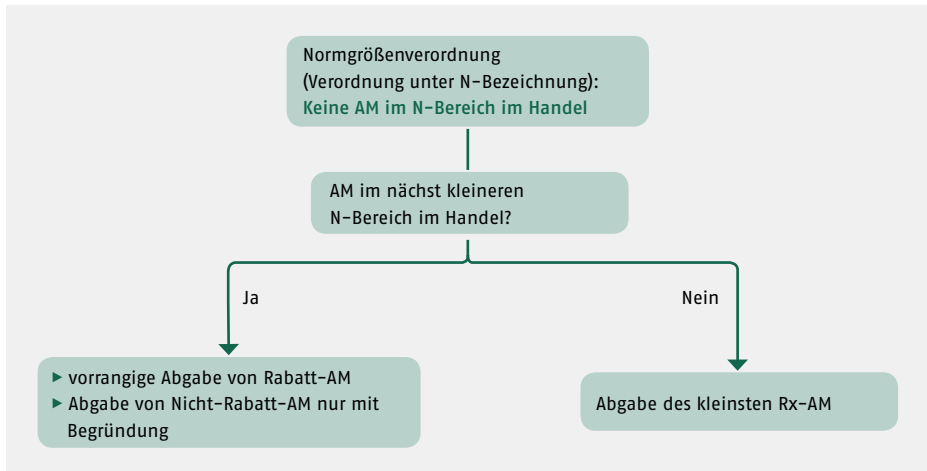 Normgrößenverordnung
(Verordnung unter N-Bezeichnung):
Keine AM im N-Bereich im Handel
AM im nächst kleineren
N-Bereich im Handel?
Ja
Nein
▶ vorrangige Abgabe von Rabatt-AM
▶ Abgabe von Nicht-Rabatt-AM nur mit
Begründung
Abgabe des kleinsten Rx-AM